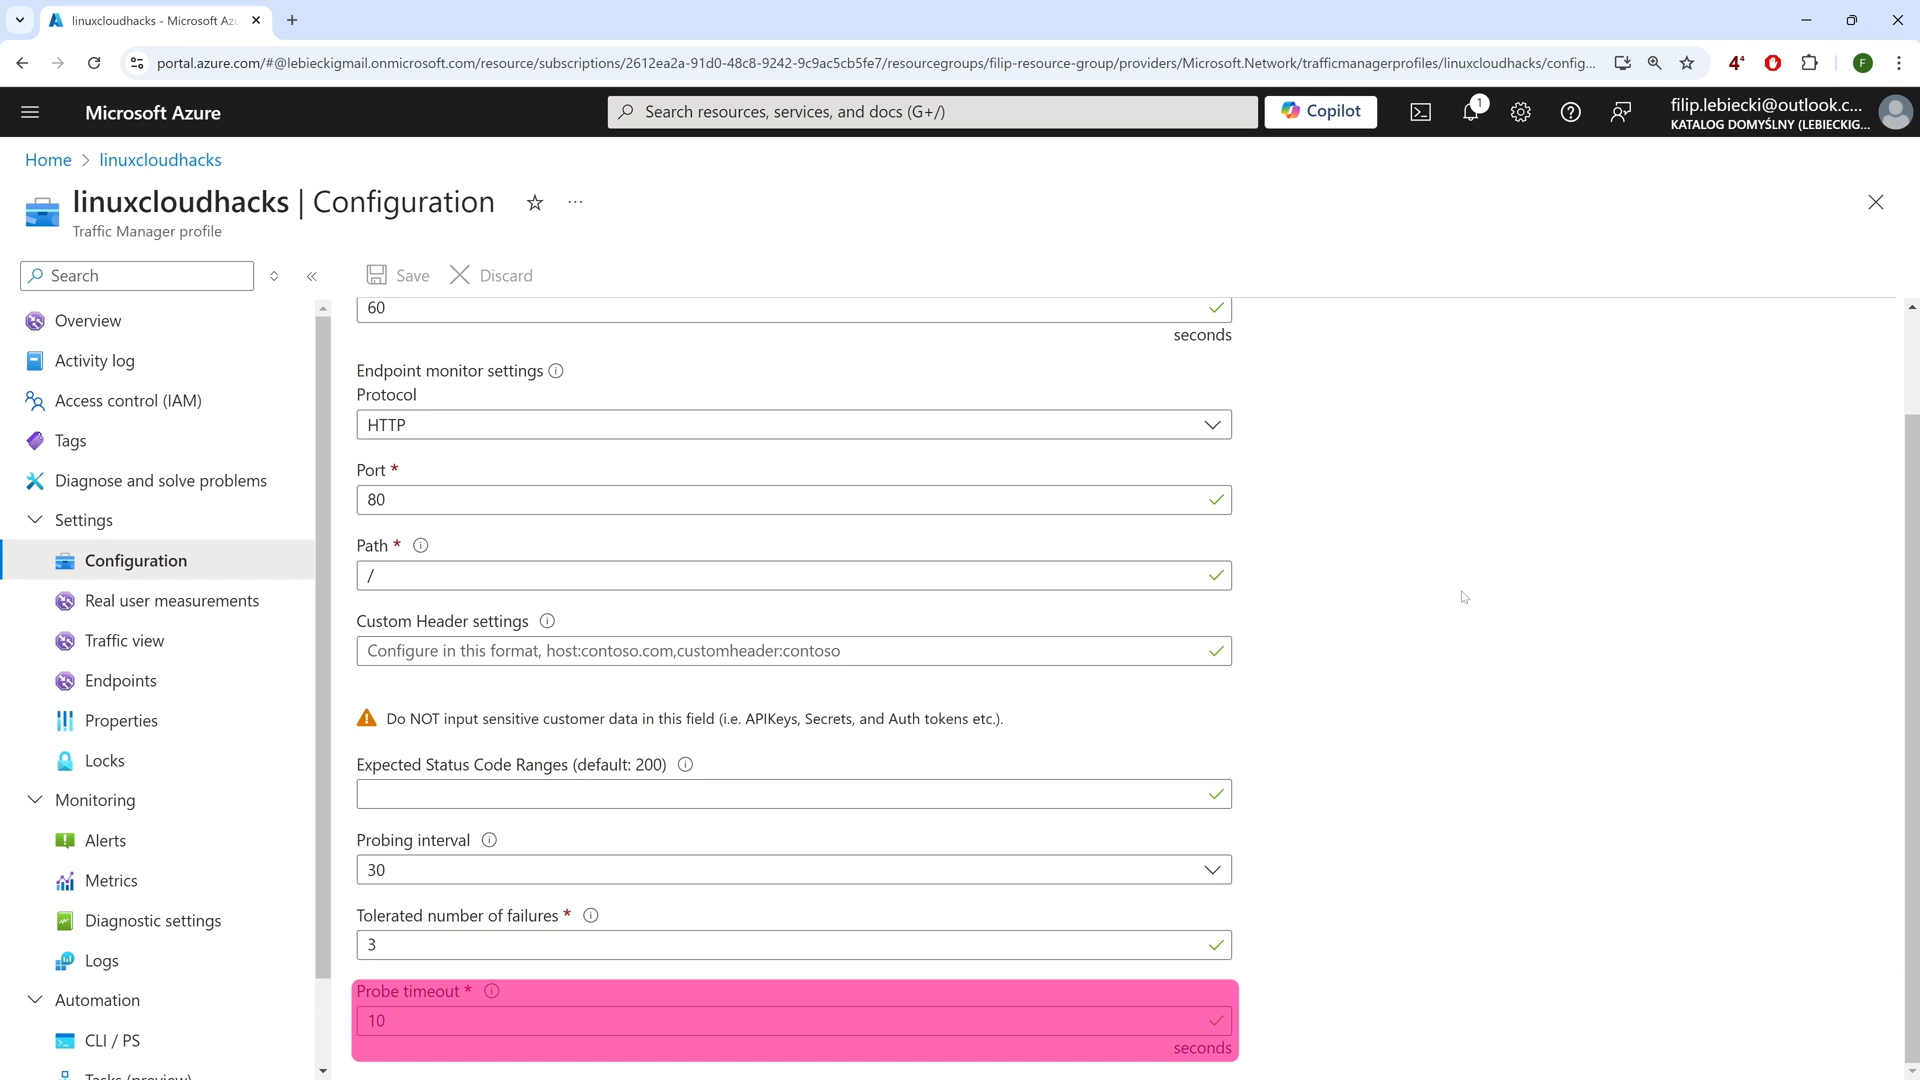 linuxcloudhacks - Microsoft Azu
portal.azure.com/#@lebieckigmail.onmicrosoft.com/resource/subscriptions/2612ea2a-91d0-48c8-9242-9c9ac5cb5fe7/resourcegroups/filip-resource-group/providers/Microsoft.Network/trafficmanagerprofiles/linuxcloudhacks/config...
4
F
Microsoft Azure
Search resources, services, and docs (G+/)
Copilot
1
filip.lebiecki@outlook.c...
KATALOG DOMYŚLNY (LEBIECKIG...
Home > linuxcloudhacks
linuxcloudhacks | Configuration
Traffic Manager profile
Search
Save
Discard
Overview
Activity log
Access control (IAM)
Tags
Diagnose and solve problems
Settings
Configuration
Real user measurements
Traffic view
Endpoints
Properties
Locks
Monitoring
Alerts
Metrics
Diagnostic settings
Logs
Automation
CLI / PS
Tasks (preview)
60
seconds
Endpoint monitor settings
Protocol
HTTP
Port *
80
Path *
/
Custom Header settings
Configure in this format, host:contoso.com,customheader:contoso
Do NOT input sensitive customer data in this field (i.e. APIKeys, Secrets, and Auth tokens etc.).
Expected Status Code Ranges (default: 200)
Probing interval
30
Tolerated number of failures *
3
Probe timeout *
10
seconds